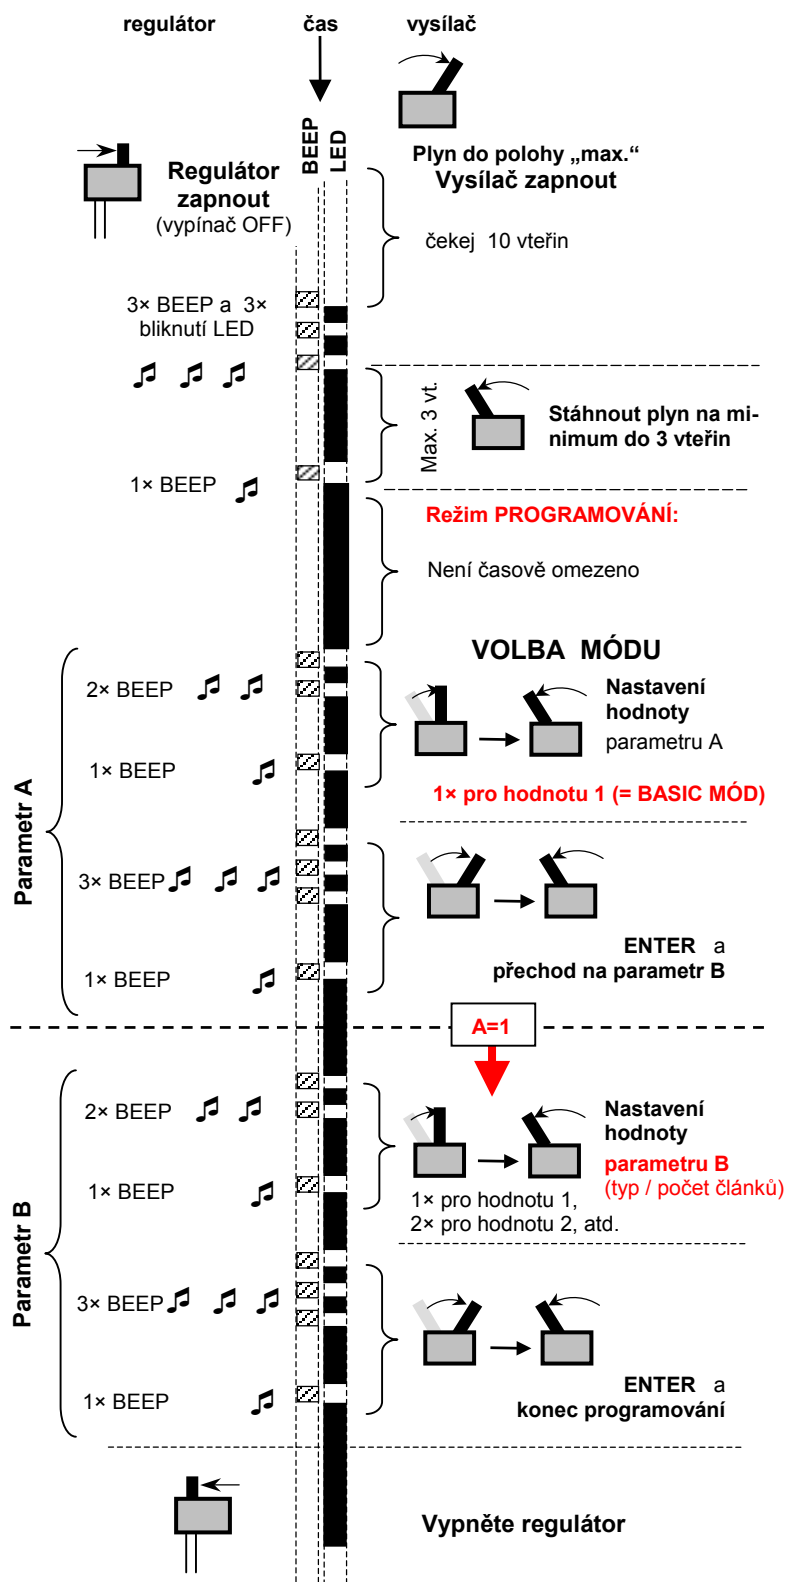 regulátor čas vysílač
BEEP
LED
Plyn do polohy „max.“
Vysílač zapnout
Regulátor
zapnout
(vypínač OFF)
čekej 10 vteřin
3× BEEP a 3×
bliknutí LED
Max. 3 vt.
Stáhnout plyn na mi-
nimum do 3 vteřin
1× BEEP
Režim PROGRAMOVÁNÍ:
Není časově omezeno
VOLBA MÓDU
Parametr A
2× BEEP
Nastavení
hodnoty
parametru A
1× BEEP
1× pro hodnotu 1 (= BASIC MÓD)
3× BEEP
ENTER a
přechod na parametr B
1× BEEP
A=1
Parametr B
2× BEEP
Nastavení
hodnoty
parametru B
(typ / počet článků)
1× BEEP
1× pro hodnotu 1,
2× pro hodnotu 2, atd.
3× BEEP
ENTER a
konec programování
1× BEEP
Vypněte regulátor